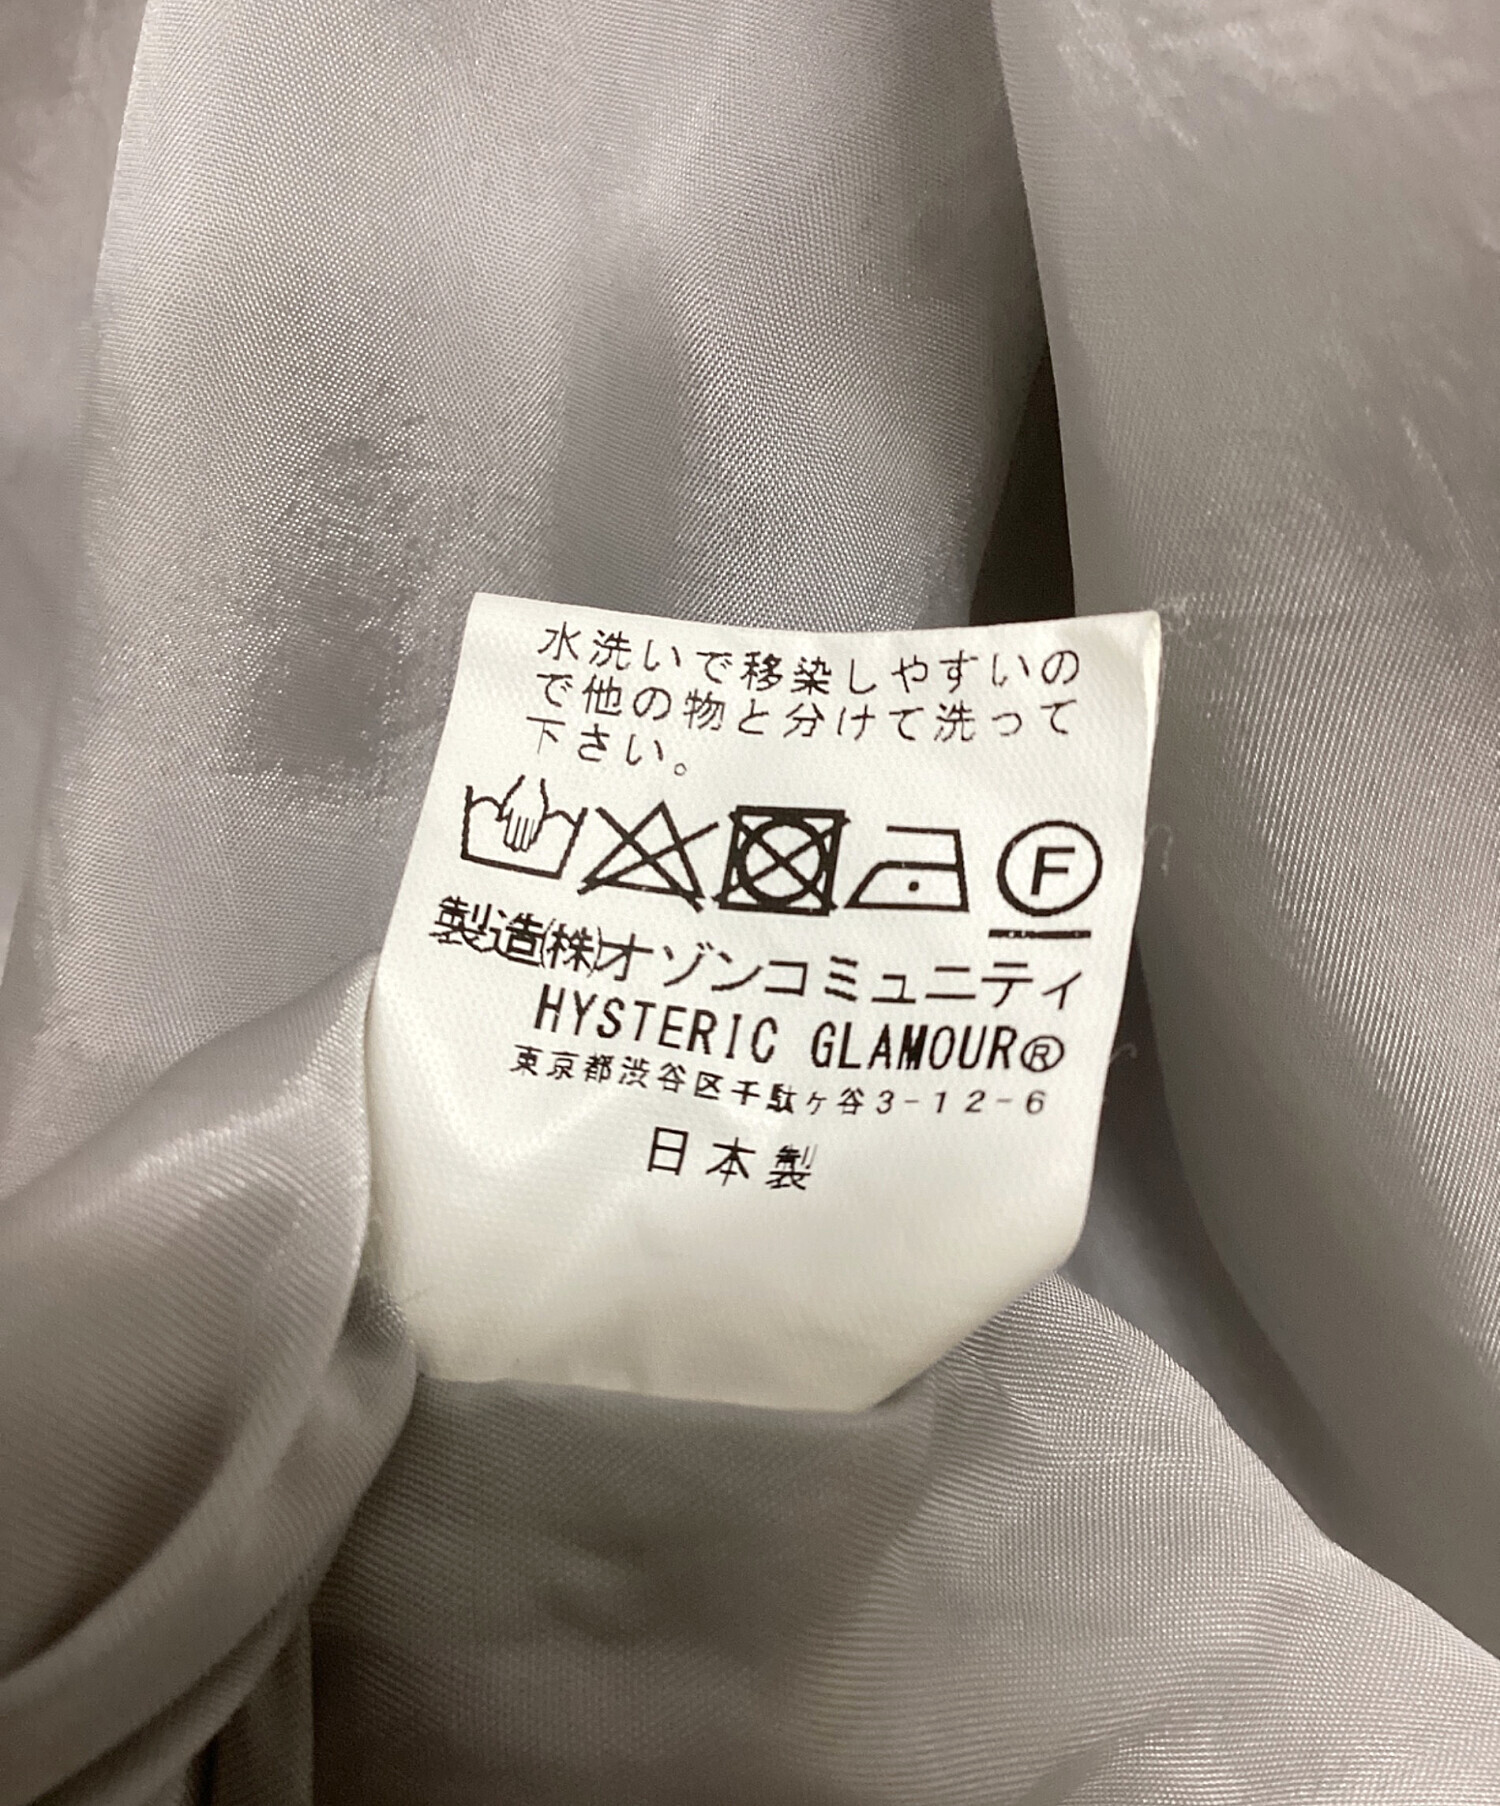 水洗いで移染しやすいの
で他の物と分けて洗って
下さい。
F
製造㈱オゾンコミュニティ
HYSTERIC GLAMOUR®
東京都渋谷区千駄ヶ谷3-12-6
日本製